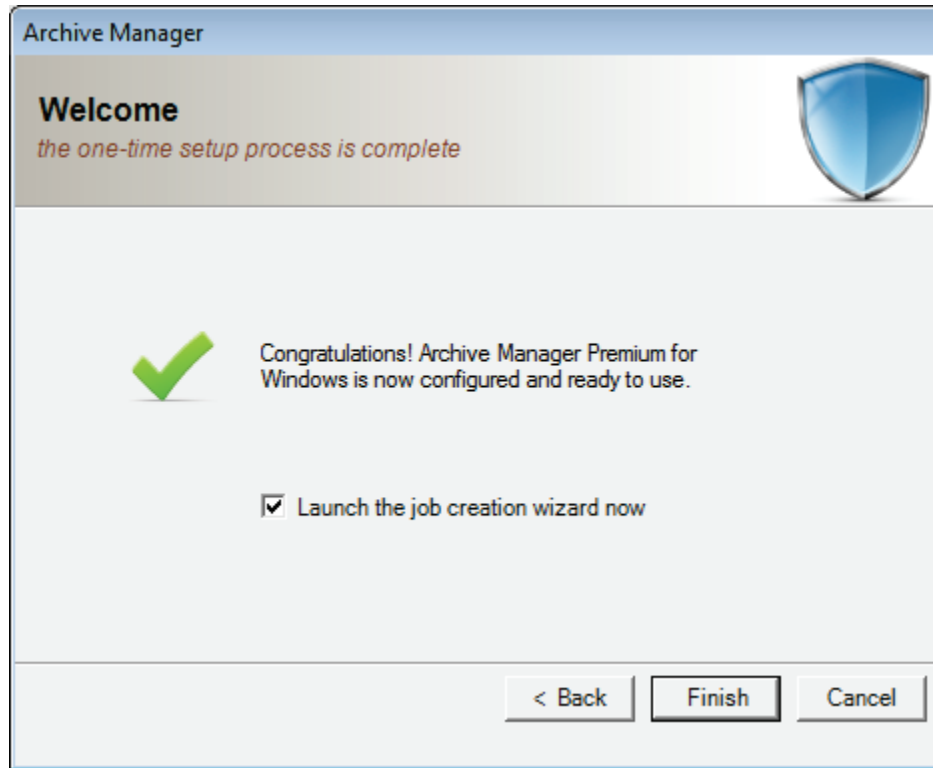 Archive Manager
Welcome
the one-time setup process is complete
Congratulations! Archive Manager Premium for
Windows is now configured and ready to use.
Launch the job creation wizard now
< Back
Finish
Cancel